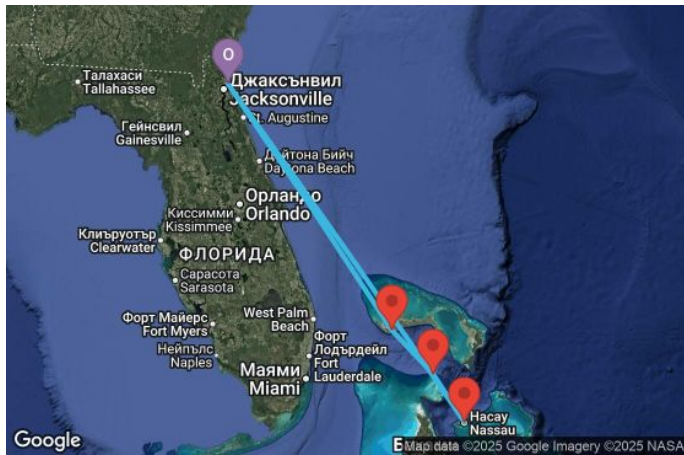 O
Талахаси
Tallahassee
Джаксънвил
Jacksonville
St. Augustine
Гейнсвил
Gainesville
Дейтона Бийч
Daytona Beach
Орландо
Orlando
Киссимми
Kissimmee
Клиъруотър
Clearwater
ФЛОРИДА
Сарасота
Sarasota
West Palm
Beach
Форт Майерс
Fort Myers
Форт
Лодърдейл
Fort
Lauderdale
Нейпълс
Naples
Маями
Miami
Насау
Nassau
Google
Map data ©2025 Google Imagery ©2025 NASA